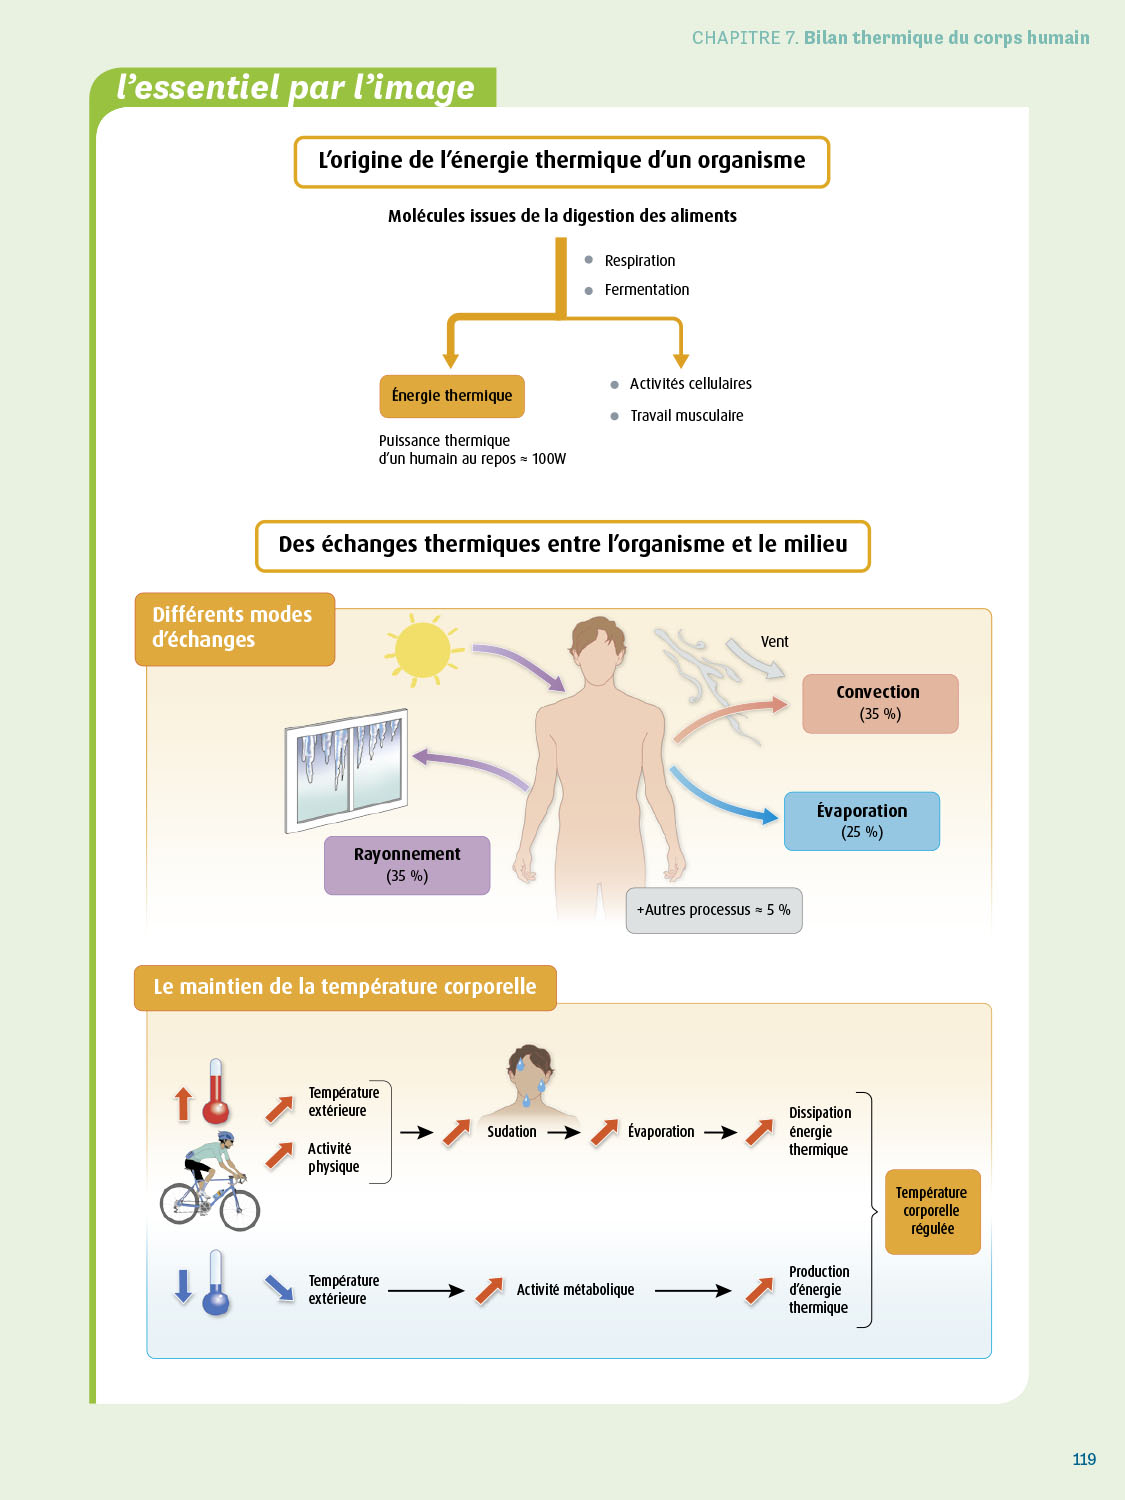 CHAPITRE 7. Bilan thermique du corps humain
l'essentiel par l'image
L'origine de l'énergie thermique d'un organisme
Molécules issues de la digestion des aliments
Respiration
Fermentation
Énergie thermique
Puissance thermique
d'un humain au repos ≈ 100W
Activités cellulaires
Travail musculaire
Des échanges thermiques entre l'organisme et le milieu
Différents modes
d'échanges
Vent
Convection
(35 %)
Évaporation
(25 %)
Rayonnement
(35 %)
+Autres processus ≈ 5 %
Le maintien de la température corporelle
Température
extérieure
Activité
physique
Sudation
Évaporation
Dissipation
énergie
thermique
Température
corporelle
régulée
Température
extérieure
Activité métabolique
Production
d'énergie
thermique
119